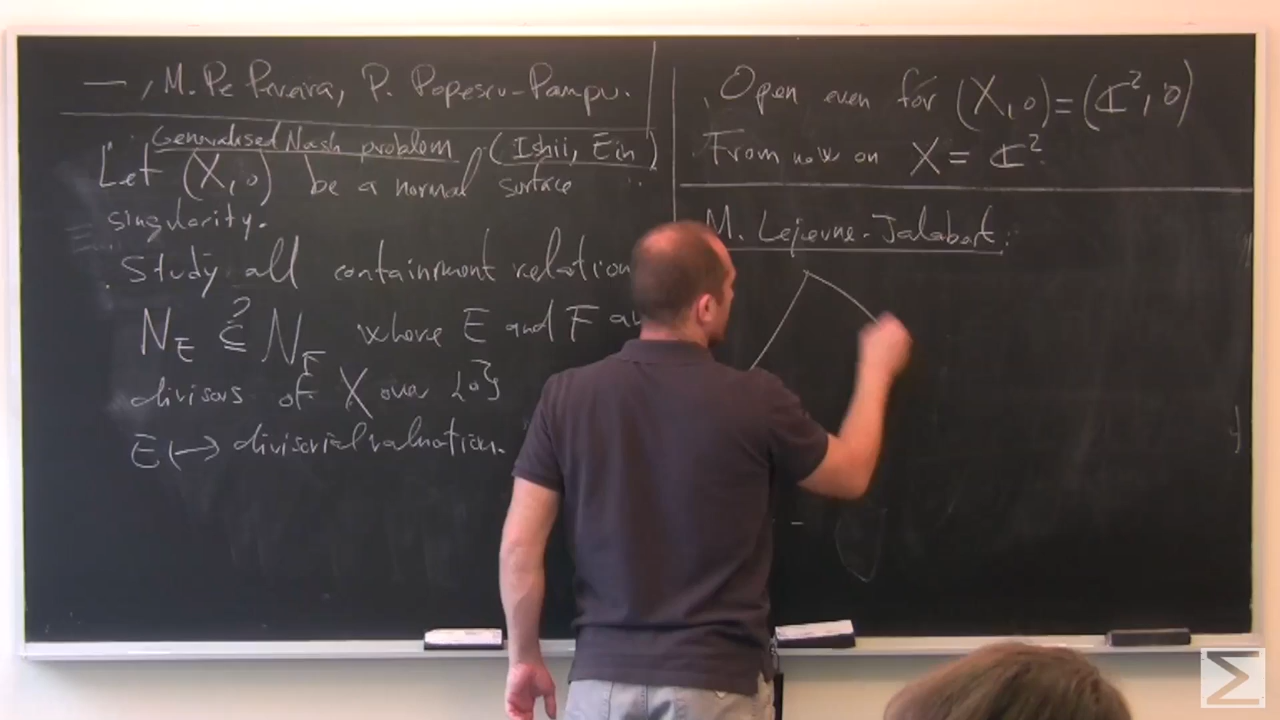 —, M. Pe Pereira, P. Popescu-Pampu.
Generalised Nash problem (Ishii, Ein)
Let (X,0) be a normal surface
singularity.
Study all containment relation
N_E ⊆? N_F where E and F a
divisors of X over {0}
E ↦ divisorial valuation.
Open even for (X,0)=(ℂ²,0)
From now on X = ℂ²
M. Lejeune-Jalabert: